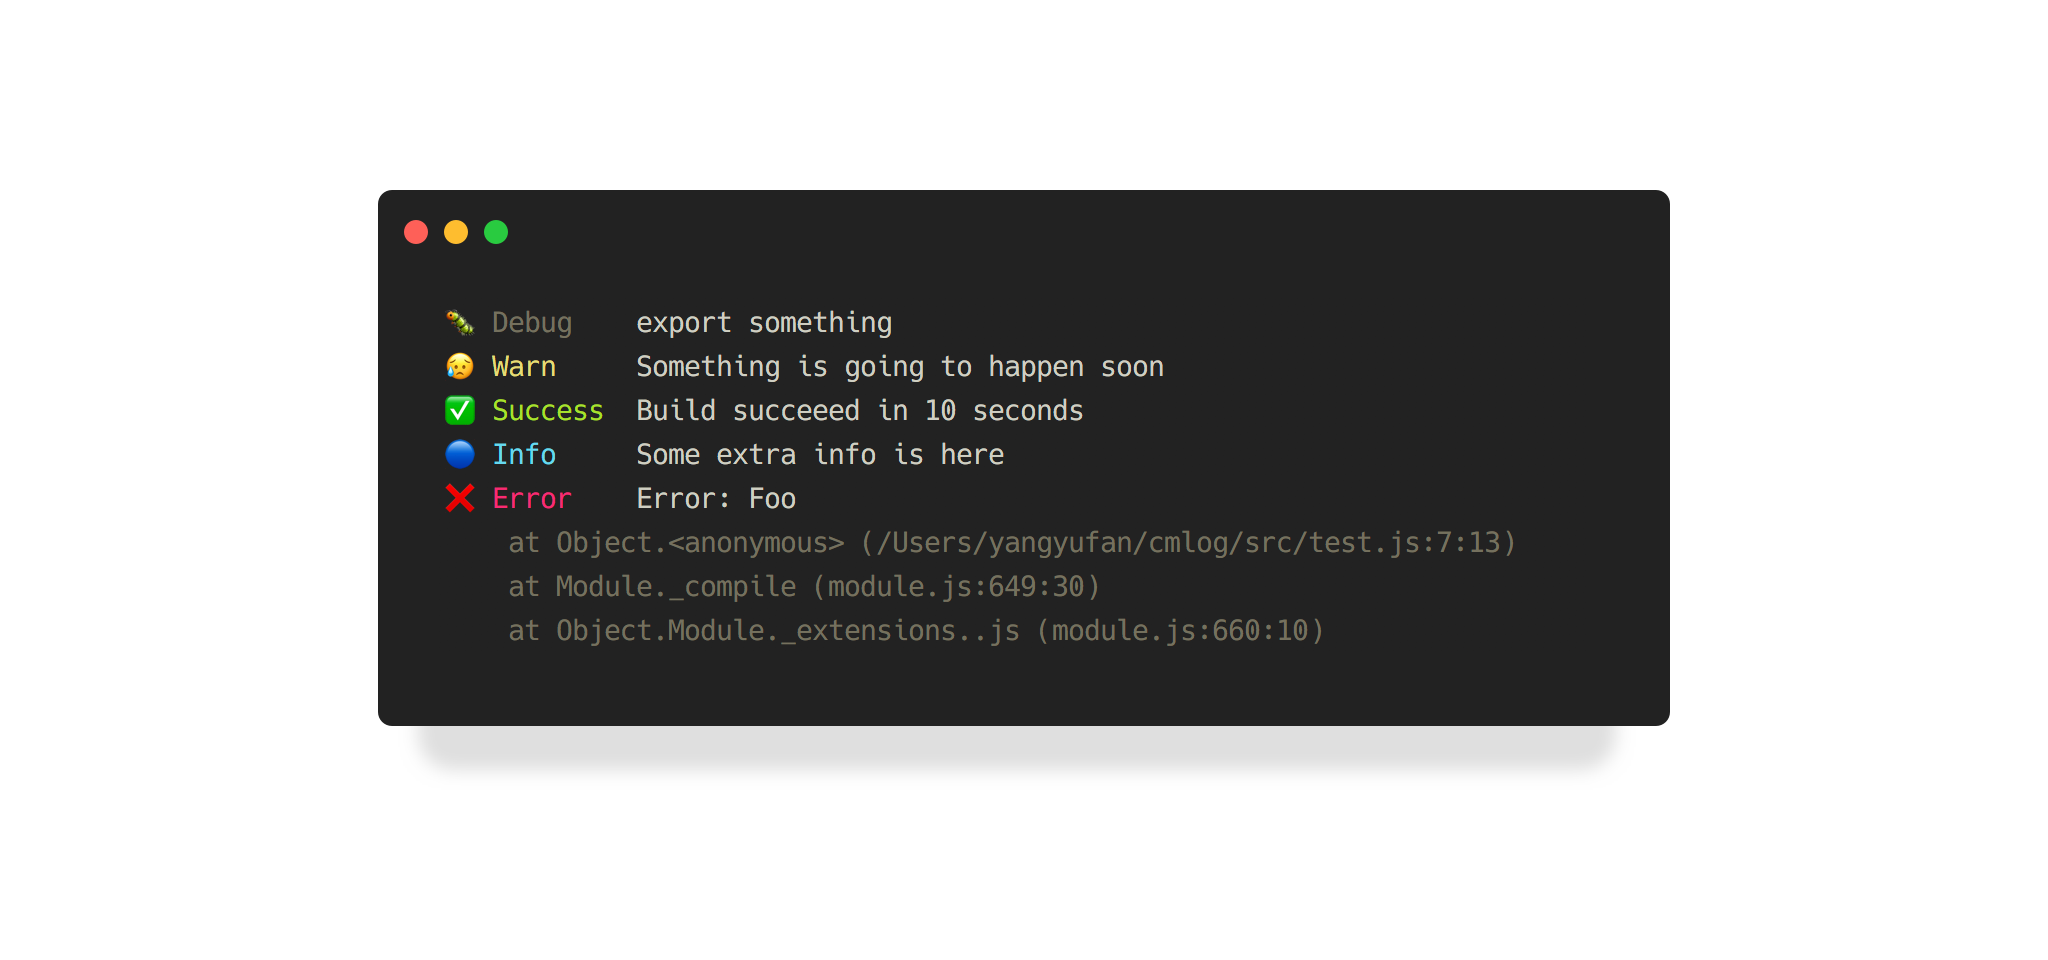 🐛 Debug    export something
😥 Warn     Something is going to happen soon
✅ Success  Build succeeed in 10 seconds
🔵 Info     Some extra info is here
❌ Error    Error: Foo
    at Object.<anonymous> (/Users/yangyufan/cmlog/src/test.js:7:13)
    at Module._compile (module.js:649:30)
    at Object.Module._extensions..js (module.js:660:10)